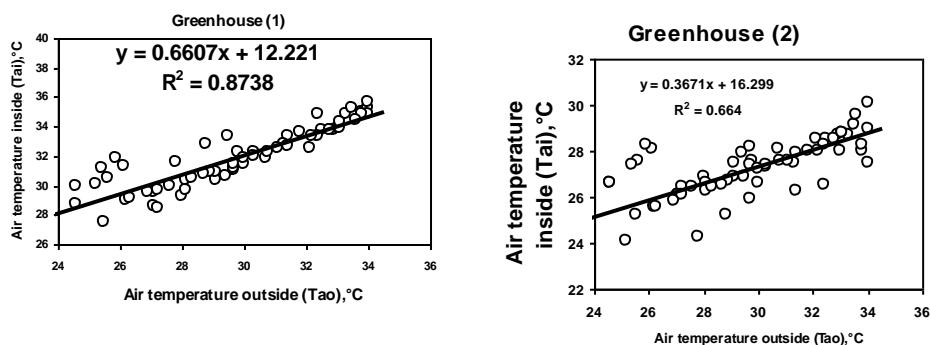 Greenhouse (1)
y = 0.6607x + 12.221
R² = 0.8738
Air temperature inside (Tai),°C
40
38
36
34
32
30
28
26
24 26 28 30 32 34 36
Air temperature outside (Tao),°C
Greenhouse (2)
y = 0.3671x + 16.299
R² = 0.664
Air temperature
inside (Tai),°C
32
30
28
26
24
22
24 26 28 30 32 34 36
Air temperature outside (Tao),°C